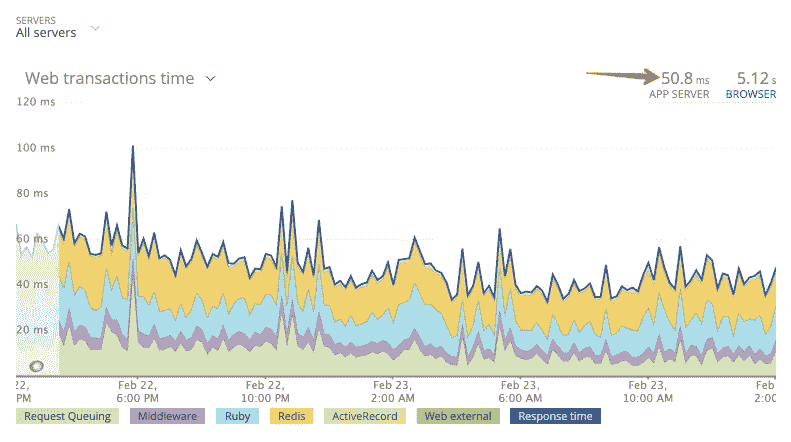 SERVERS
All servers
Web transactions time
50.8 ms
5.12 s
APP SERVER
BROWSER
120 ms
100 ms
80 ms
60 ms
40 ms
20 ms
22,
PM
Feb 22,
6:00 PM
Feb 22,
10:00 PM
Feb 23,
2:00 AM
Feb 23,
6:00 AM
Feb 23,
10:00 AM
Feb
2:00
Request Queuing
Middleware
Ruby
Redis
ActiveRecord
Web external
Response time